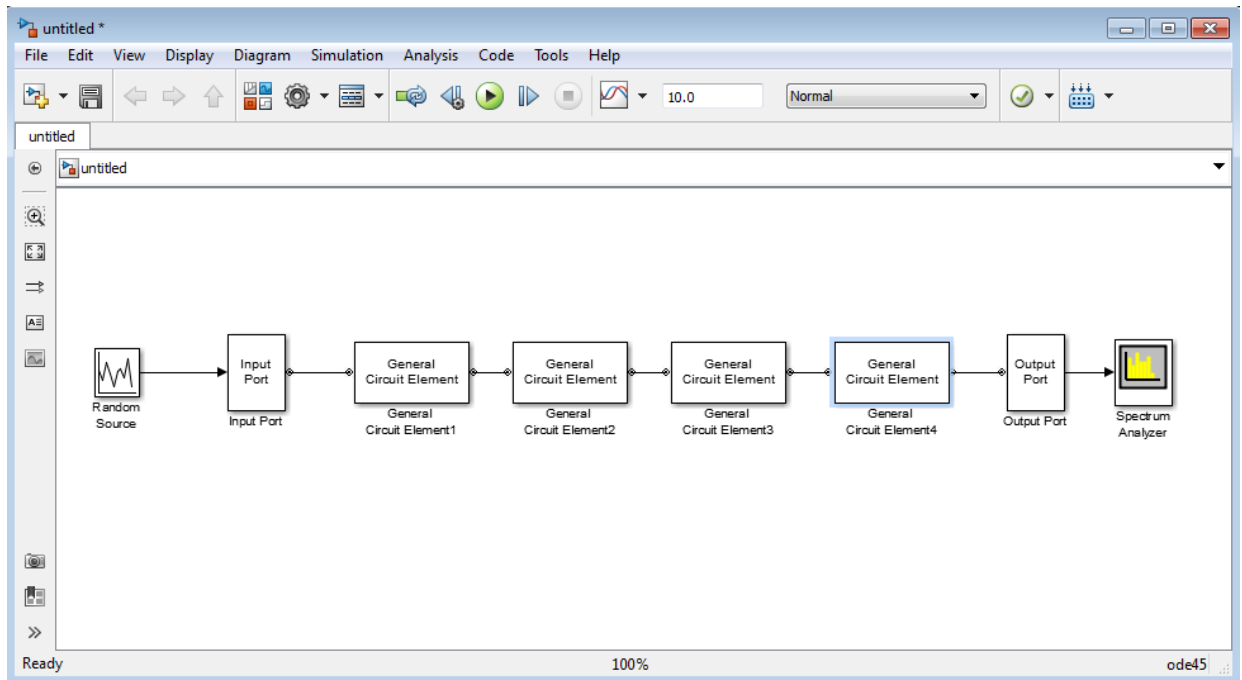 untitled *
File Edit View Display Diagram Simulation Analysis Code Tools Help
10.0 Normal
untitled
untitled
Input
Port
General
Circuit Element
General
Circuit Element
General
Circuit Element
General
Circuit Element
Output
Port
Random
Source
Input Port
General
Circuit Element1
General
Circuit Element2
General
Circuit Element3
General
Circuit Element4
Output Port
Spectrum
Analyzer
Ready 100% ode45